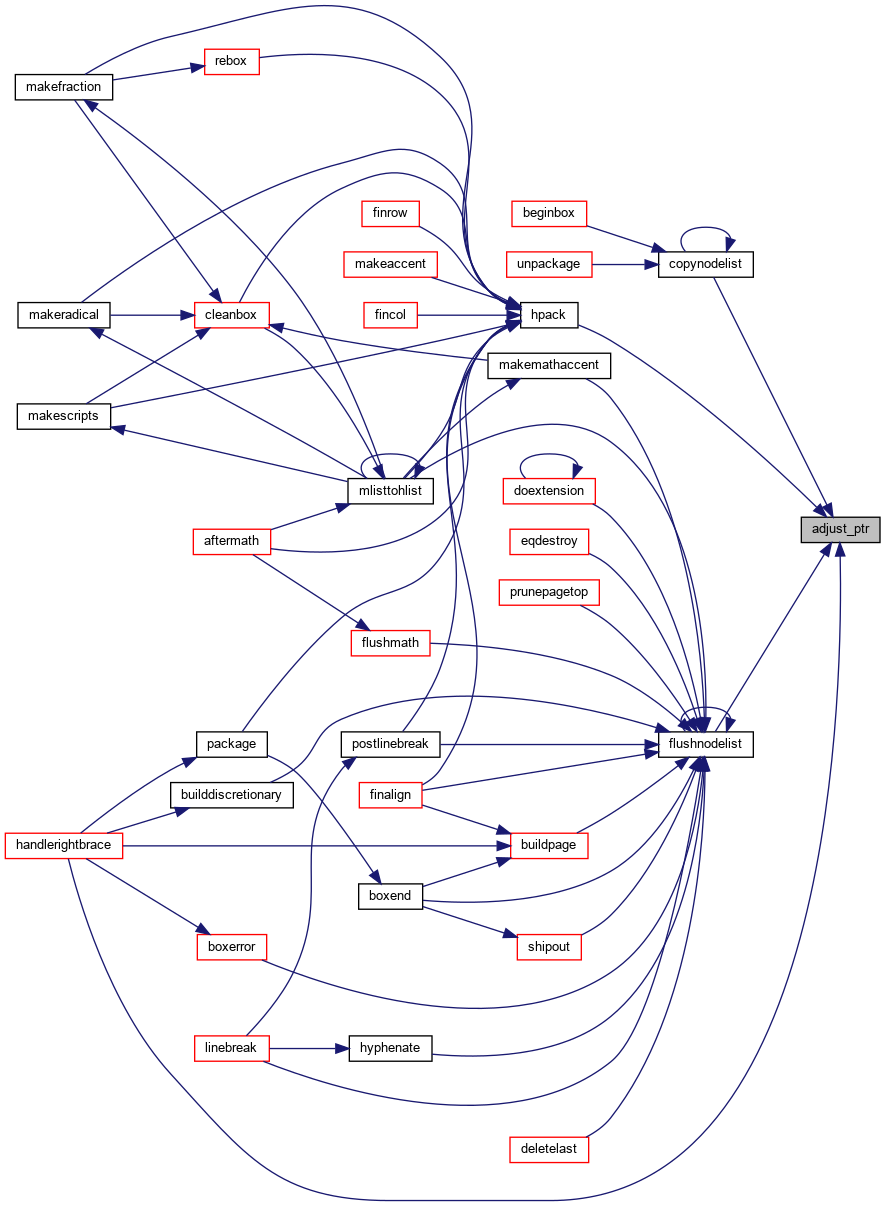 rebox
makefraction
finrow
beginbox
makeaccent
unpackage
copynodelist
makeradical
cleanbox
fincol
hpack
makemathaccent
makescripts
mlisttohlist
doextension
adjust_ptr
aftermath
eqdestroy
prunepagetop
flushmath
package
postlinebreak
flushnodelist
builddiscretionary
finalign
handlerightbrace
buildpage
boxend
boxerror
shipout
linebreak
hyphenate
deletelast